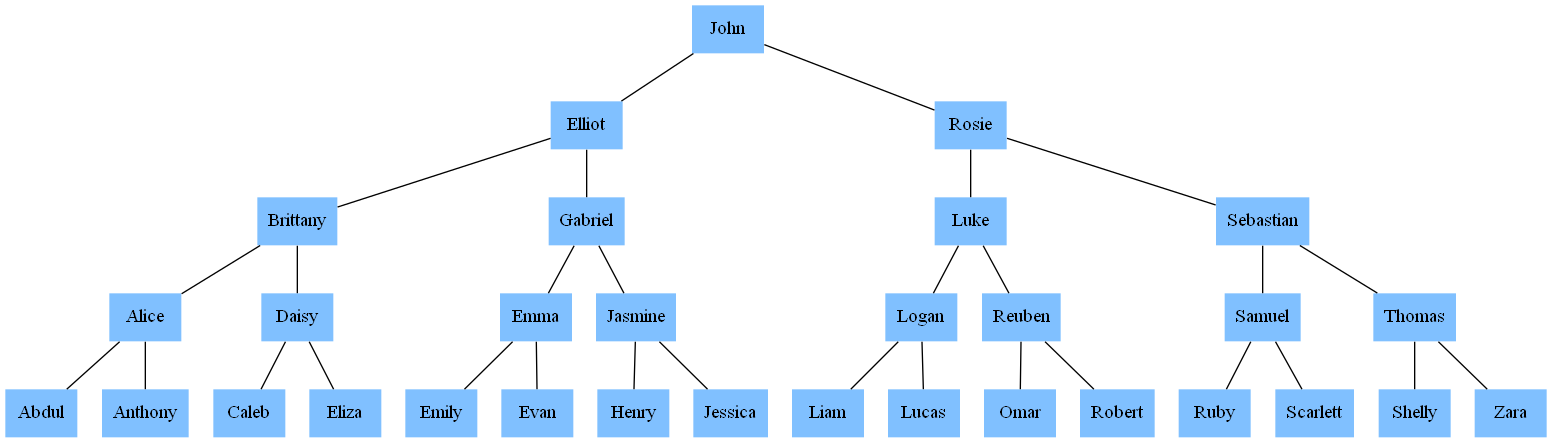 John
Elliot
Rosie
Brittany
Gabriel
Luke
Sebastian
Alice
Daisy
Emma
Jasmine
Logan
Reuben
Samuel
Thomas
Abdul
Anthony
Caleb
Eliza
Emily
Evan
Henry
Jessica
Liam
Lucas
Omar
Robert
Ruby
Scarlett
Shelly
Zara